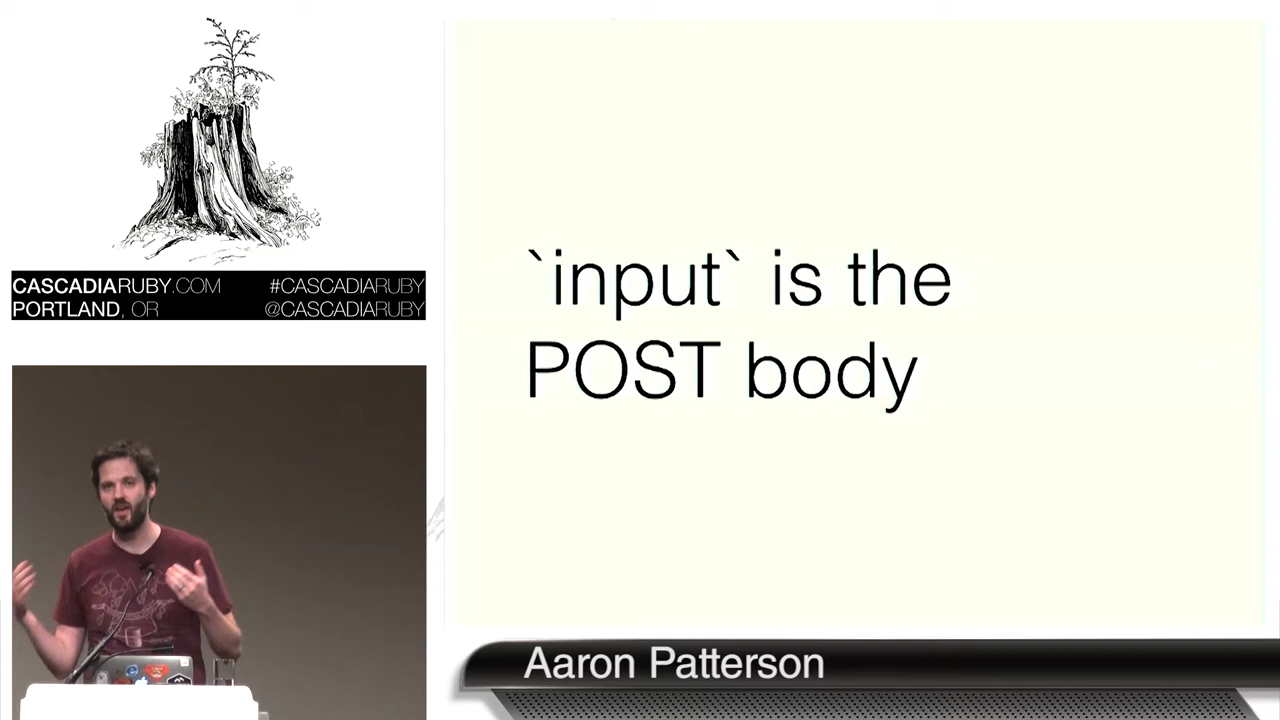 CASCADIARUBY.COM #CASCADIARUBY
PORTLAND, OR @CASCADIARUBY
`input` is the
POST body
Aaron Patterson